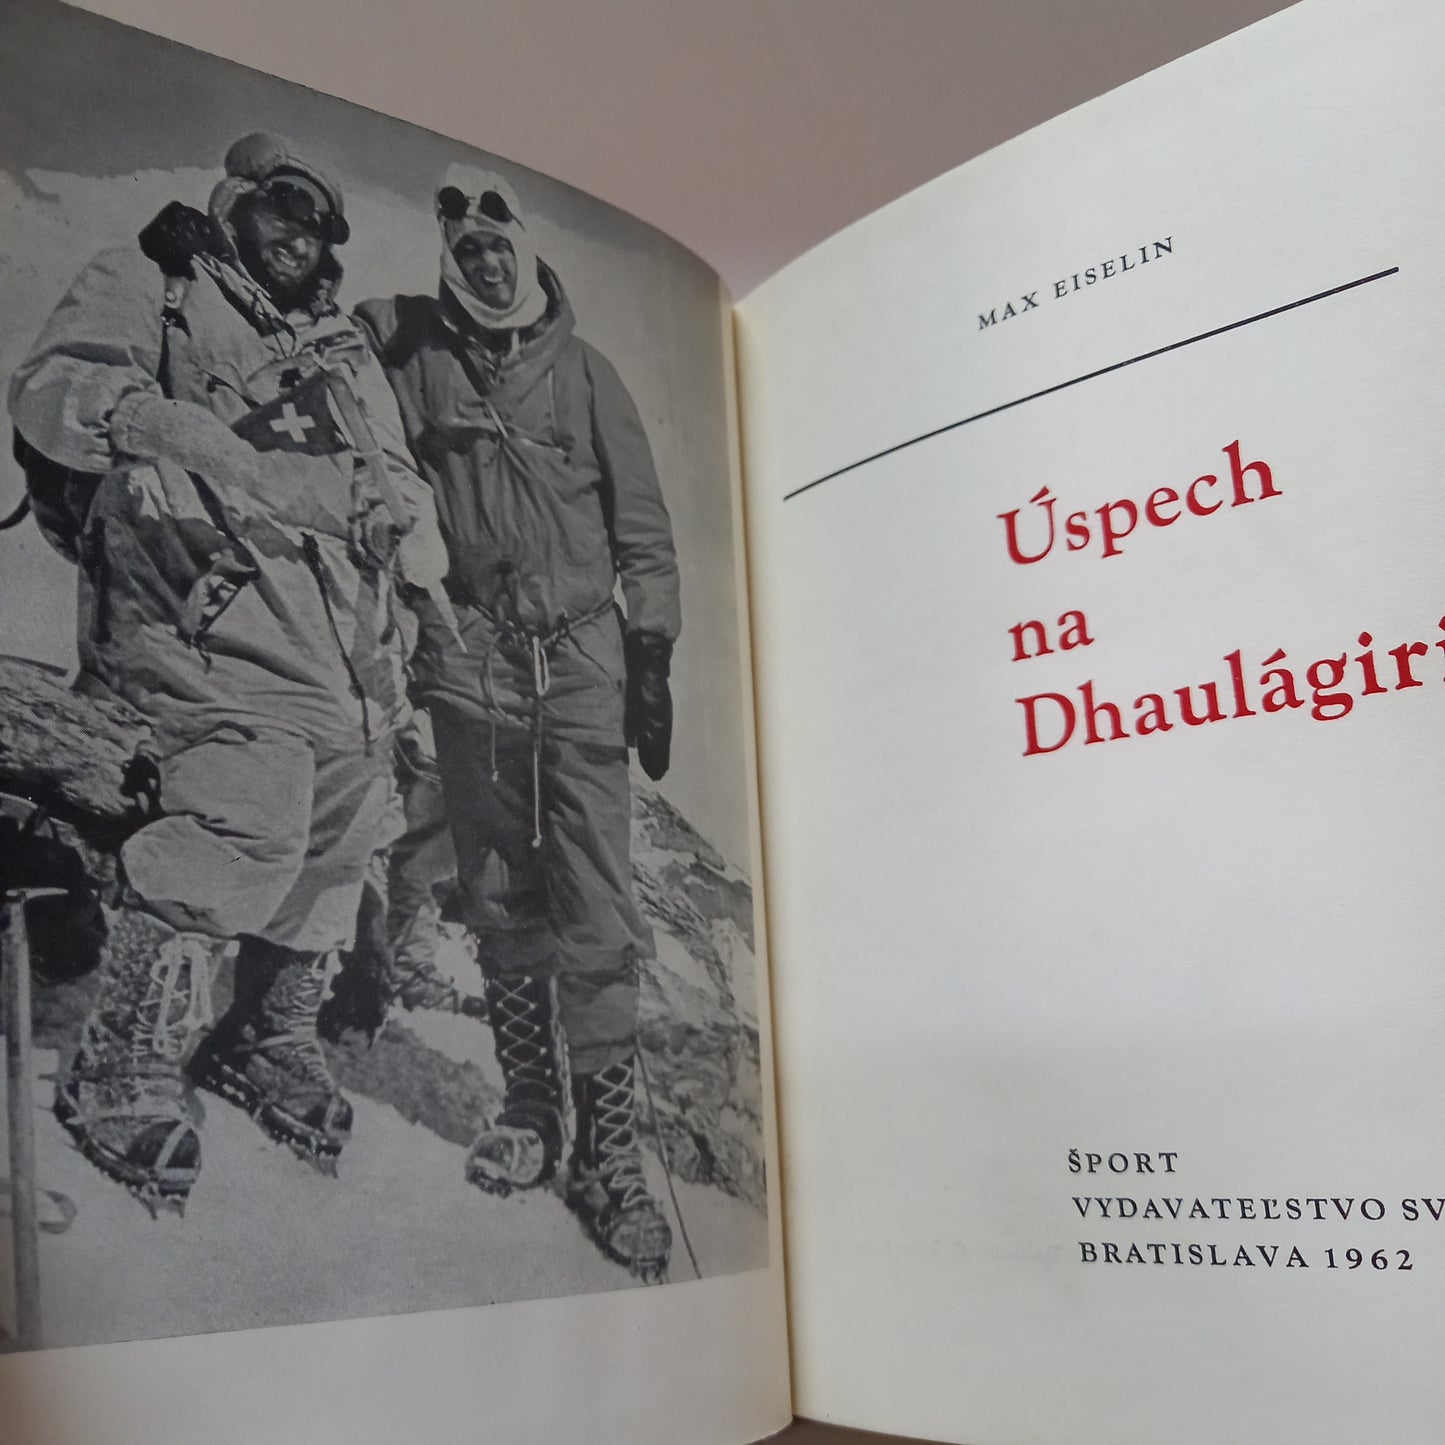 MAX EISELIN
Úspech
na
Dhaulágiri
ŠPORT
VYDAVATEĽSTVO SV
BRATISLAVA 1962